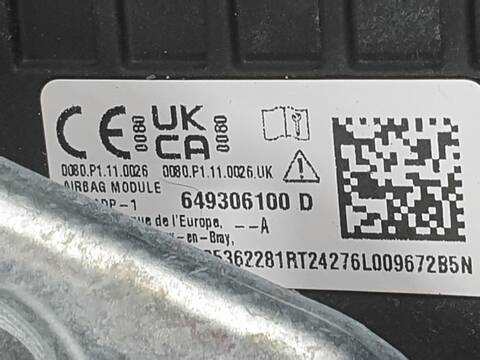 CE 0080 UK CA 0080
0080.P1.11.0026 0080.P1.11.0026.UK
AIRBAG MODULE
-1 649306100 D
que de l'Europe, --A
-en-Bray,
5362281RT24276L009672B5N